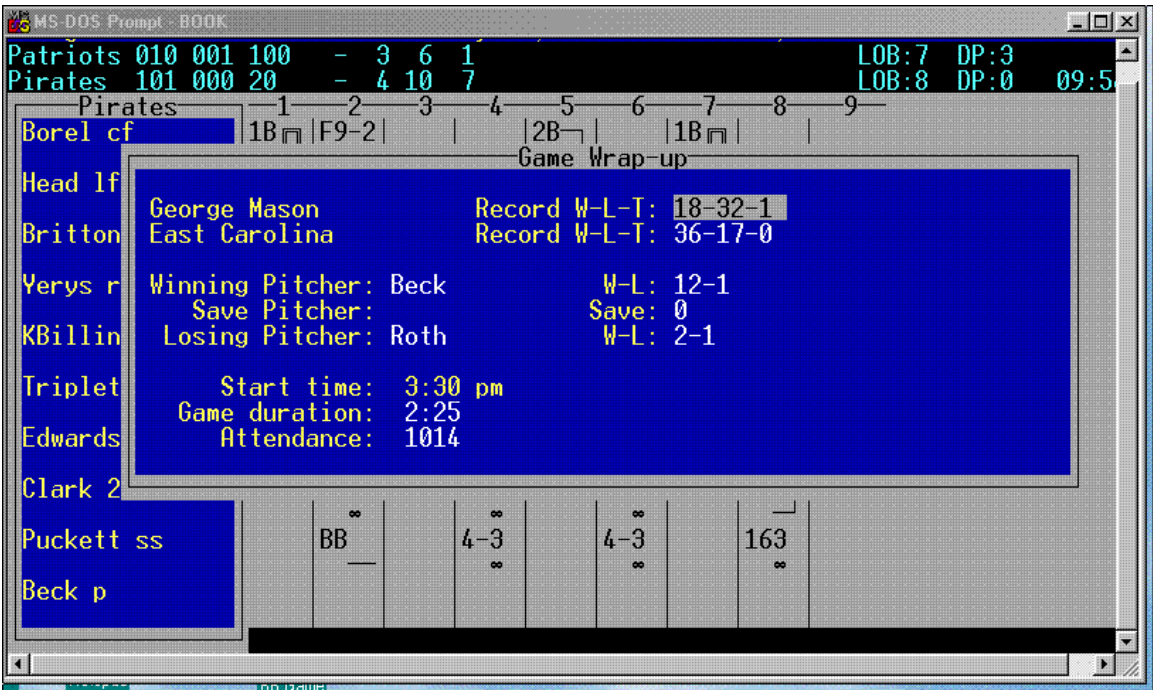 MS-DOS Prompt - BOOK
Patriots 010 001 100 - 3 6 1 LOB:7 DP:3
Pirates 101 000 20 - 4 10 7 LOB:8 DP:0 09:5
Pirates 1 2 3 4 5 6 7 8 9
Borel cf 1B F9-2 2B 1B
Game Wrap-up
Head lf
George Mason Record W-L-T: 18-32-1
Britton East Carolina Record W-L-T: 36-17-0
Yerys r Winning Pitcher: Beck W-L: 12-1
Save Pitcher: Save: 0
KBillin Losing Pitcher: Roth W-L: 2-1
Triplet Start time: 3:30 pm
Game duration: 2:25
Edwards Attendance: 1014
Clark 2
∞ ∞ ∞
Puckett ss BB 4-3 4-3 163
∞ ∞ ∞
Beck p